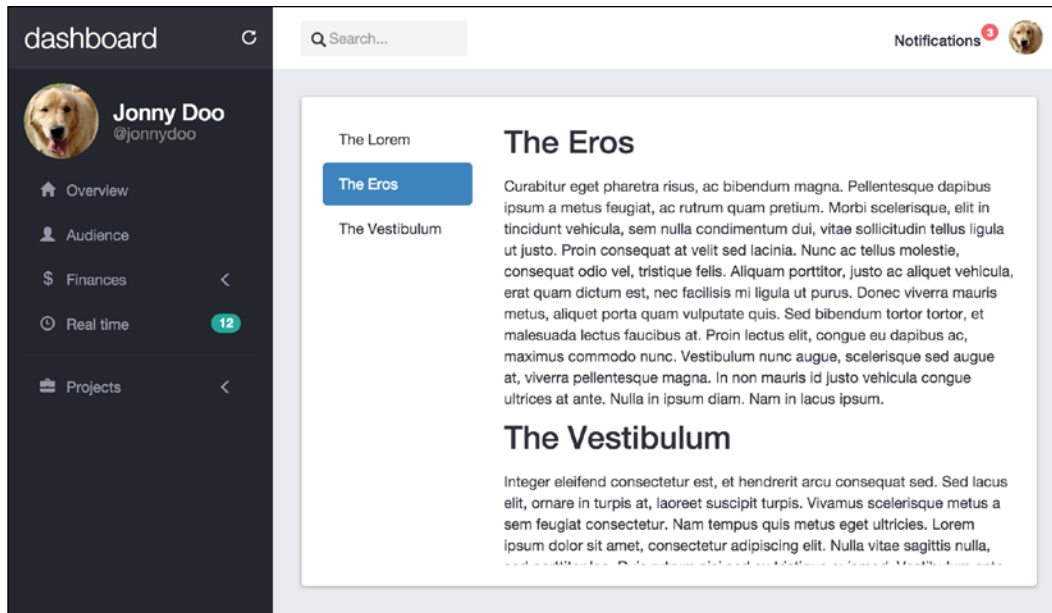 dashboard
Search...
Notifications 3
Jonny Doo
@jonnydoo
Overview
Audience
$ Finances
Real time 12
Projects
The Lorem
The Eros
The Vestibulum
The Eros
Curabitur eget pharetra risus, ac bibendum magna. Pellentesque dapibus
ipsum a metus feugiat, ac rutrum quam pretium. Morbi scelerisque, elit in
tincidunt vehicula, sem nulla condimentum dui, vitae sollicitudin tellus ligula
ut justo. Proin consequat at velit sed lacinia. Nunc ac tellus molestie,
consequat odio vel, tristique felis. Aliquam porttitor, justo ac aliquet vehicula,
erat quam dictum est, nec facilisis mi ligula ut purus. Donec viverra mauris
metus, aliquet porta quam vulputate quis. Sed bibendum tortor tortor, et
malesuada lectus faucibus at. Proin lectus elit, congue eu dapibus ac,
maximus commodo nunc. Vestibulum nunc augue, scelerisque sed augue
at, viverra pellentesque magna. In non mauris id justo vehicula congue
ultrices at ante. Nulla in ipsum diam. Nam in lacus ipsum.
The Vestibulum
Integer eleifend consectetur est, et hendrerit arcu consequat sed. Sed lacus
elit, ornare in turpis at, laoreet suscipit turpis. Vivamus scelerisque metus a
sem feugiat consectetur. Nam tempus quis metus eget ultricies. Lorem
ipsum dolor sit amet, consectetur adipiscing elit. Nulla vitae sagittis nulla,